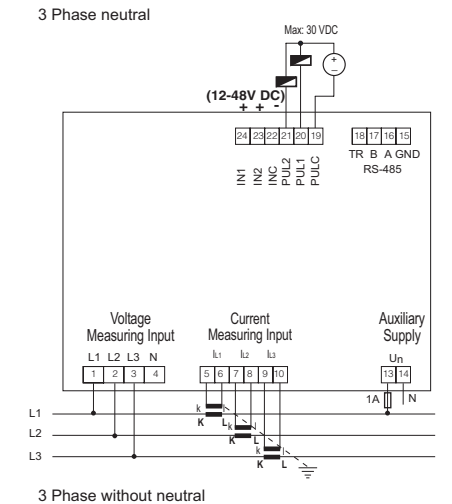 3 Phase neutral
Max: 30 VDC
+
–
(12-48V DC)
+ + -
24 23 22 21 20 19
18 17 16 15
IN1
IN2
INC
PUL2
PUL1
PULC
TR B A GND
RS-485
Voltage
Measuring Input
Current
Measuring Input
Auxiliary
Supply
L1 L2 L3 N
IL1 IL2 IL3
Un
1 2 3 4
5 6 7 8 9 10
13 14
1A N
L1
k l
K L
L2
k l
K L
L3
k l
K L
3 Phase without neutral